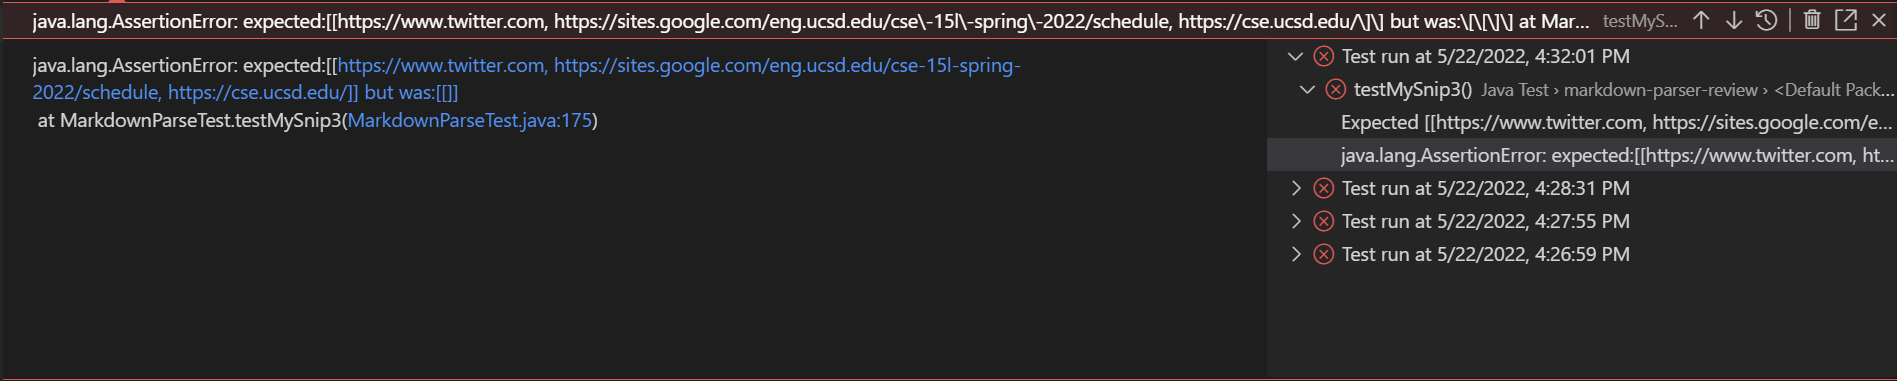 java.lang.AssertionError: expected:[[https://www.twitter.com, https://sites.google.com/eng.ucsd.edu/cse\-15l\-spring\-2022/schedule, https://cse.ucsd.edu/\]\] but was:\[\[\]\] at Mar... testMyS...
java.lang.AssertionError: expected:[[https://www.twitter.com, https://sites.google.com/eng.ucsd.edu/cse-15l-spring-
2022/schedule, https://cse.ucsd.edu/]] but was:[[]]
at MarkdownParseTest.testMySnip3(MarkdownParseTest.java:175)
Test run at 5/22/2022, 4:32:01 PM
testMySnip3() Java Test › markdown-parser-review › <Default Pack...
Expected [[https://www.twitter.com, https://sites.google.com/e...
java.lang.AssertionError: expected:[[https://www.twitter.com, ht...
Test run at 5/22/2022, 4:28:31 PM
Test run at 5/22/2022, 4:27:55 PM
Test run at 5/22/2022, 4:26:59 PM